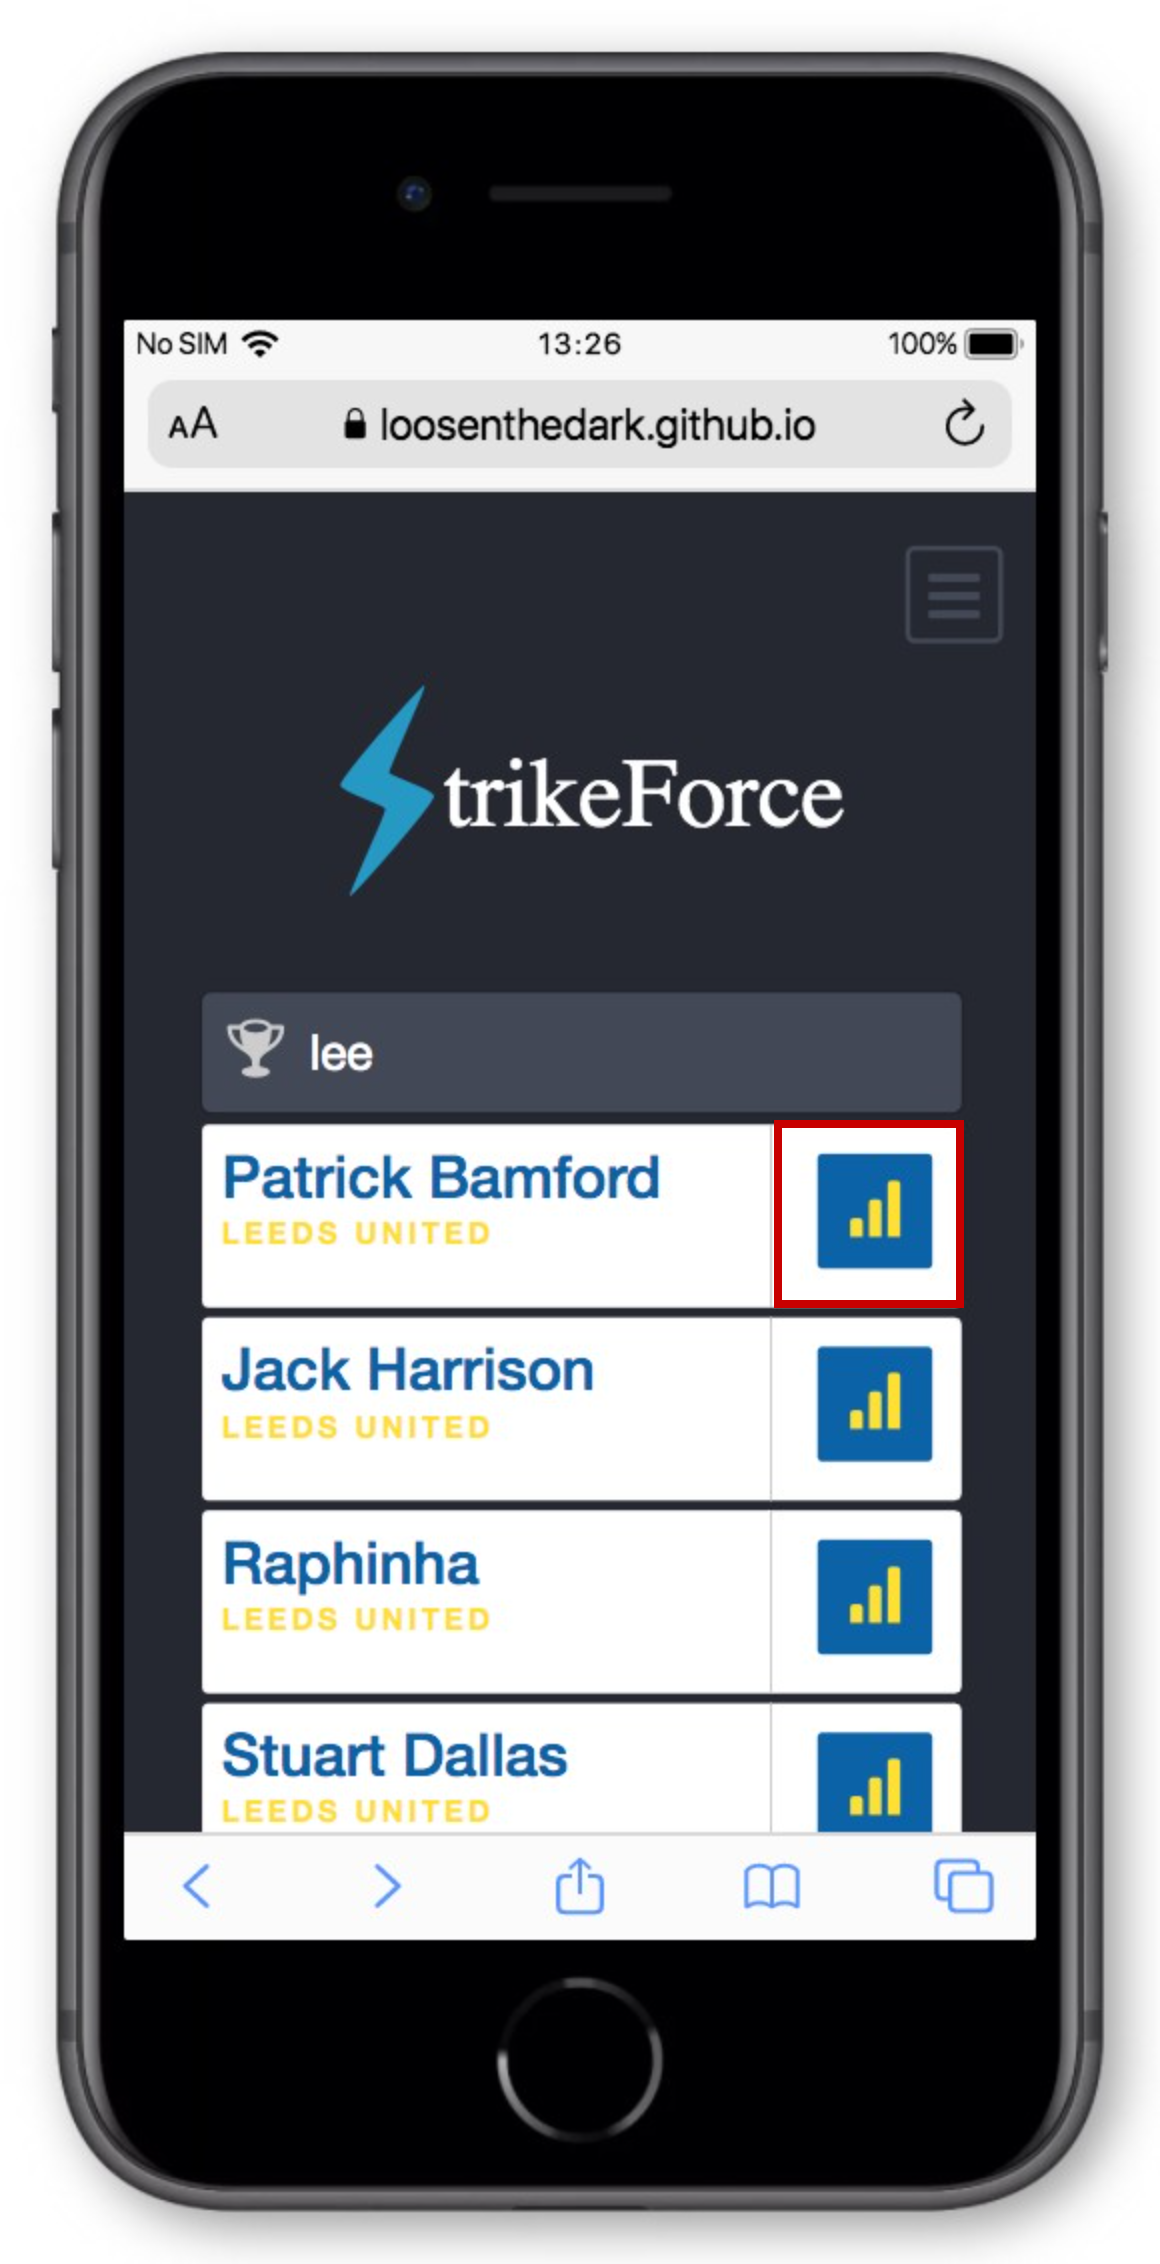 No SIM 13:26 100%
AA loosenthedark.github.io
trikeForce
lee
Patrick Bamford
LEEDS UNITED
Jack Harrison
LEEDS UNITED
Raphinha
LEEDS UNITED
Stuart Dallas
LEEDS UNITED